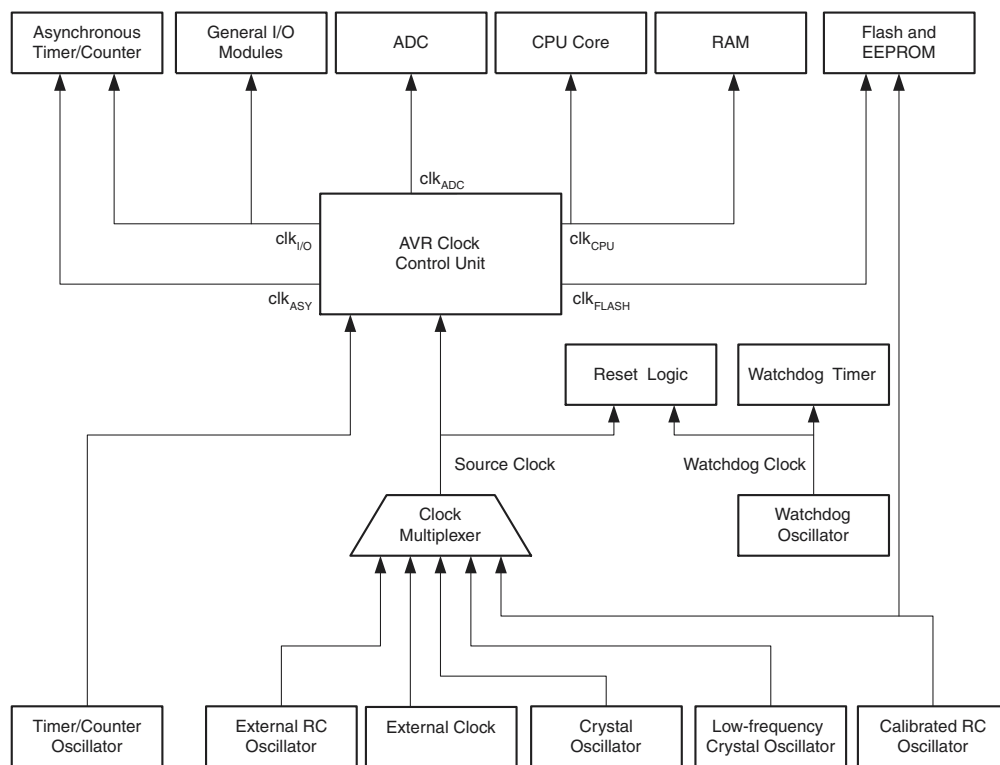 Asynchronous
Timer/Counter
General I/O
Modules
ADC
CPU Core
RAM
Flash and
EEPROM
clkADC
clkI/O
AVR Clock
Control Unit
clkCPU
clkASY
clkFLASH
Reset Logic
Watchdog Timer
Source Clock
Watchdog Clock
Clock
Multiplexer
Watchdog
Oscillator
Timer/Counter
Oscillator
External RC
Oscillator
External Clock
Crystal
Oscillator
Low-frequency
Crystal Oscillator
Calibrated RC
Oscillator